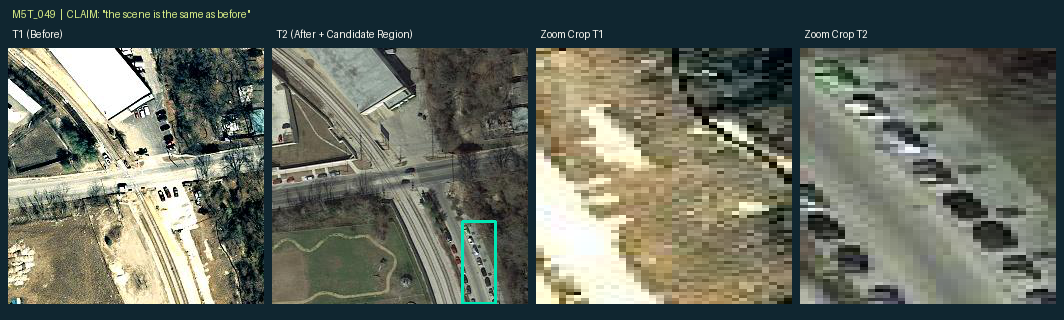 M5T_049 | CLAIM: "the scene is the same as before"
T1 (Before)
T2 (After + Candidate Region)
Zoom Crop T1
Zoom Crop T2